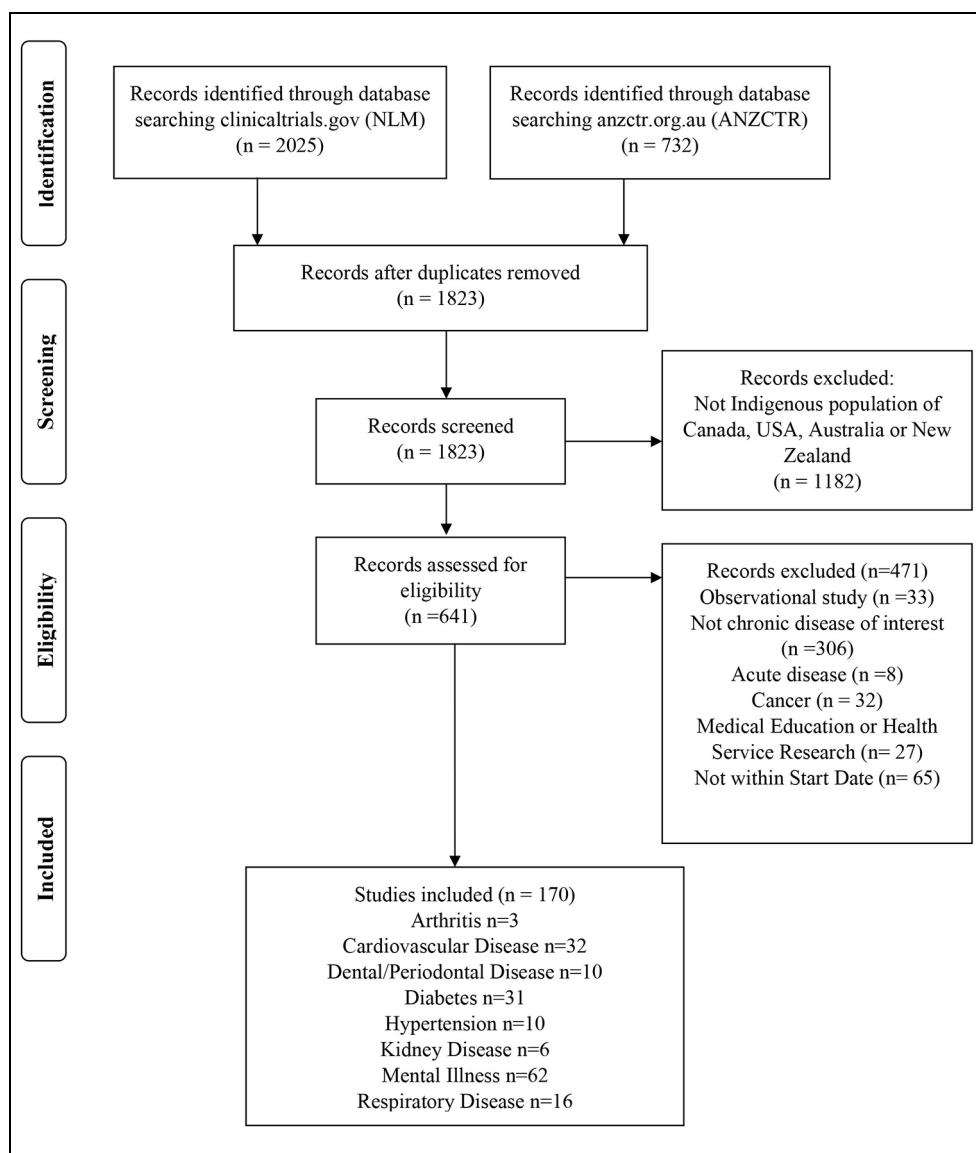 Identification
Records identified through database
searching clinicaltrials.gov (NLM)
(n = 2025)
Records identified through database
searching anzctr.org.au (ANZCTR)
(n = 732)
Screening
Records after duplicates removed
(n = 1823)
Records screened
(n = 1823)
Records excluded:
Not Indigenous population of
Canada, USA, Australia or New
Zealand
(n = 1182)
Eligibility
Records assessed for
eligibility
(n =641)
Records excluded (n=471)
Observational study (n =33)
Not chronic disease of interest
(n =306)
Acute disease (n =8)
Cancer (n = 32)
Medical Education or Health
Service Research (n= 27)
Not within Start Date (n= 65)
Included
Studies included (n = 170)
Arthritis n=3
Cardiovascular Disease n=32
Dental/Periodontal Disease n=10
Diabetes n=31
Hypertension n=10
Kidney Disease n=6
Mental Illness n=62
Respiratory Disease n=16